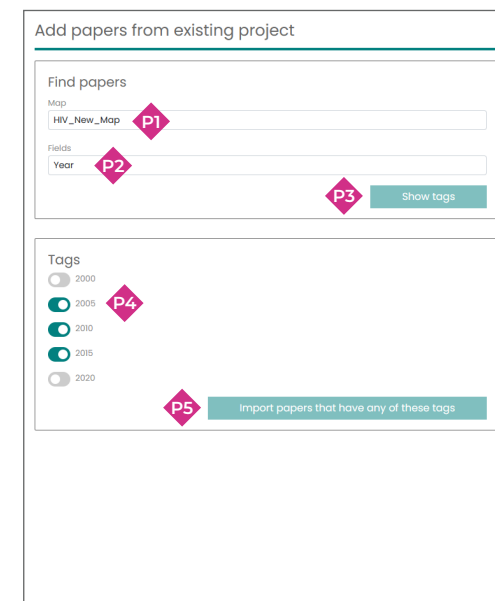 Add papers from existing project
Find papers
Map
HIV_New_Map P1
Fields
Year P2
P3 Show tags
Tags
2000
2005 P4
2010
2015
2020
P5 Import papers that have any of these tags